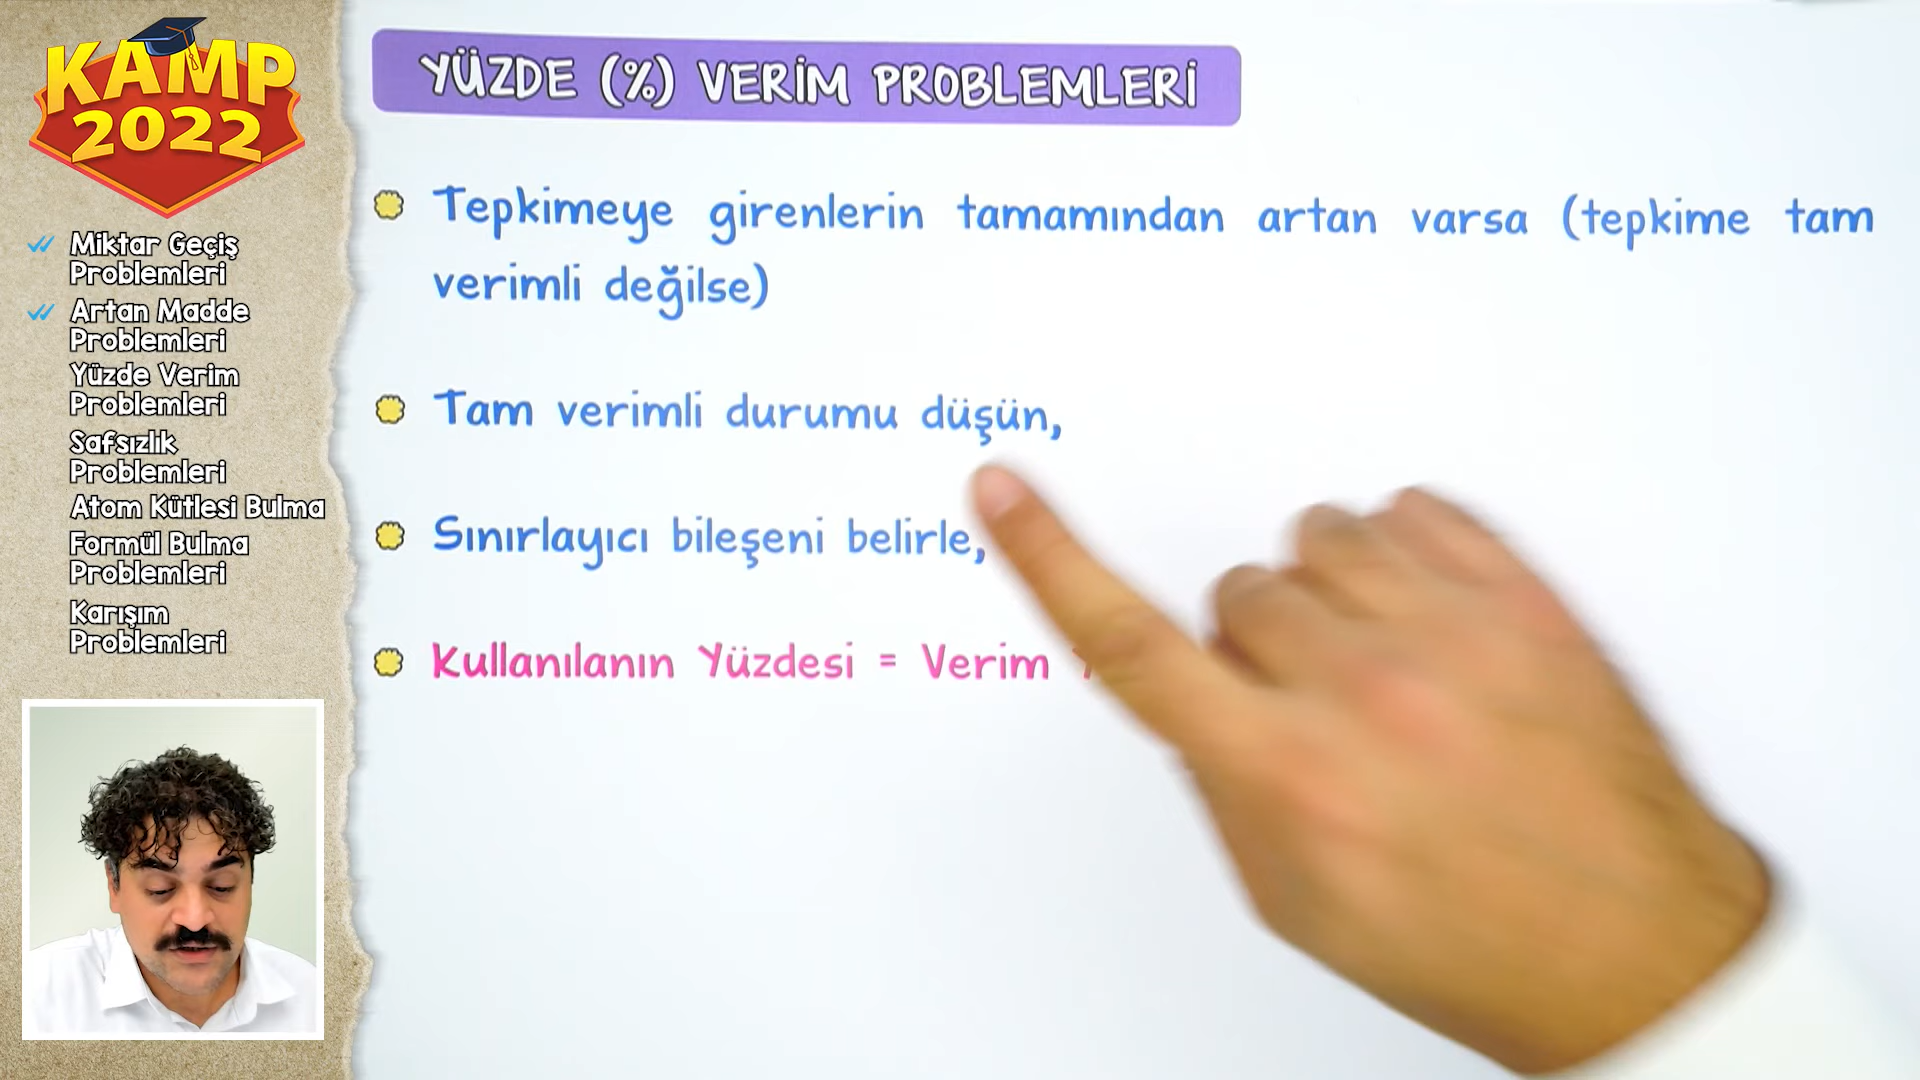 KAMP
2022
Miktar Geçiş
Problemleri
Artan Madde
Problemleri
Yüzde Verim
Problemleri
Safsızlık
Problemleri
Atom Kütlesi Bulma
Formül Bulma
Problemleri
Karışım
Problemleri
YÜZDE (%) VERİM PROBLEMLERİ
Tepkimeye girenlerin tamamından artan varsa (tepkime tam
verimli değilse)
Tam verimli durumu düşün,
Sınırlayıcı bileşeni belirle,
Kullanılanın Yüzdesi = Verim